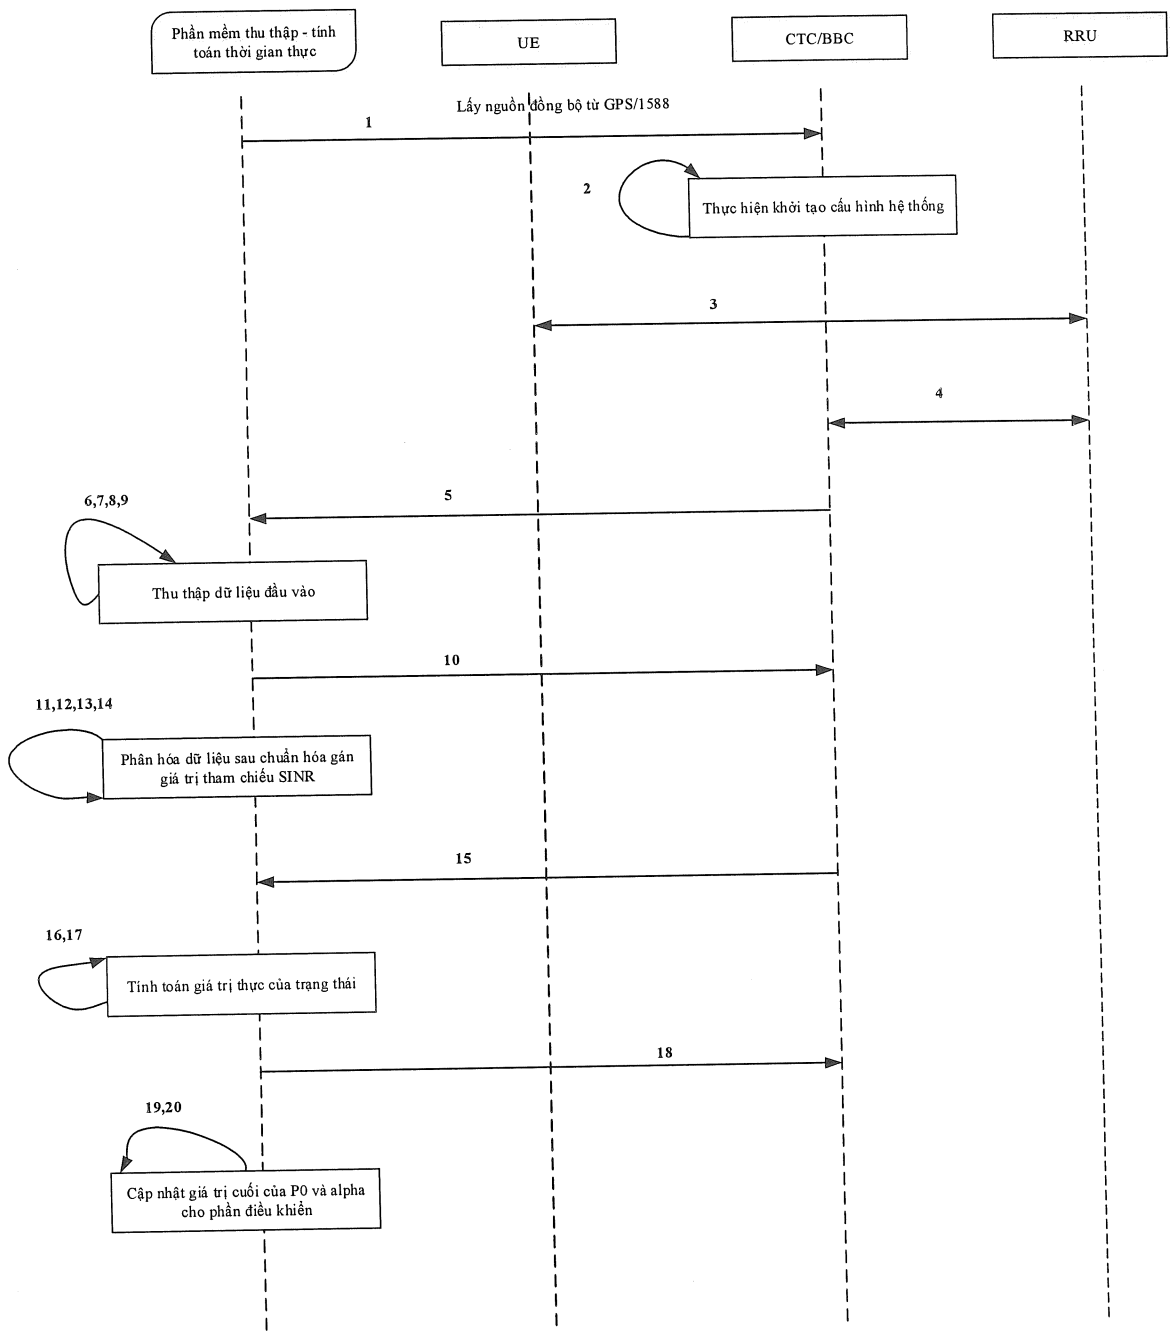 Phần mềm thu thập - tính
toán thời gian thực
UE
CTC/BBC
RRU
Lấy nguồn đồng bộ từ GPS/1588
1
2
Thực hiện khởi tạo cấu hình hệ thống
3
4
5
6,7,8,9
Thu thập dữ liệu đầu vào
10
11,12,13,14
Phân hóa dữ liệu sau chuẩn hóa gán
giá trị tham chiếu SINR
15
16,17
Tính toán giá trị thực của trạng thái
18
19,20
Cập nhật giá trị cuối của P0 và alpha
cho phần điều khiển